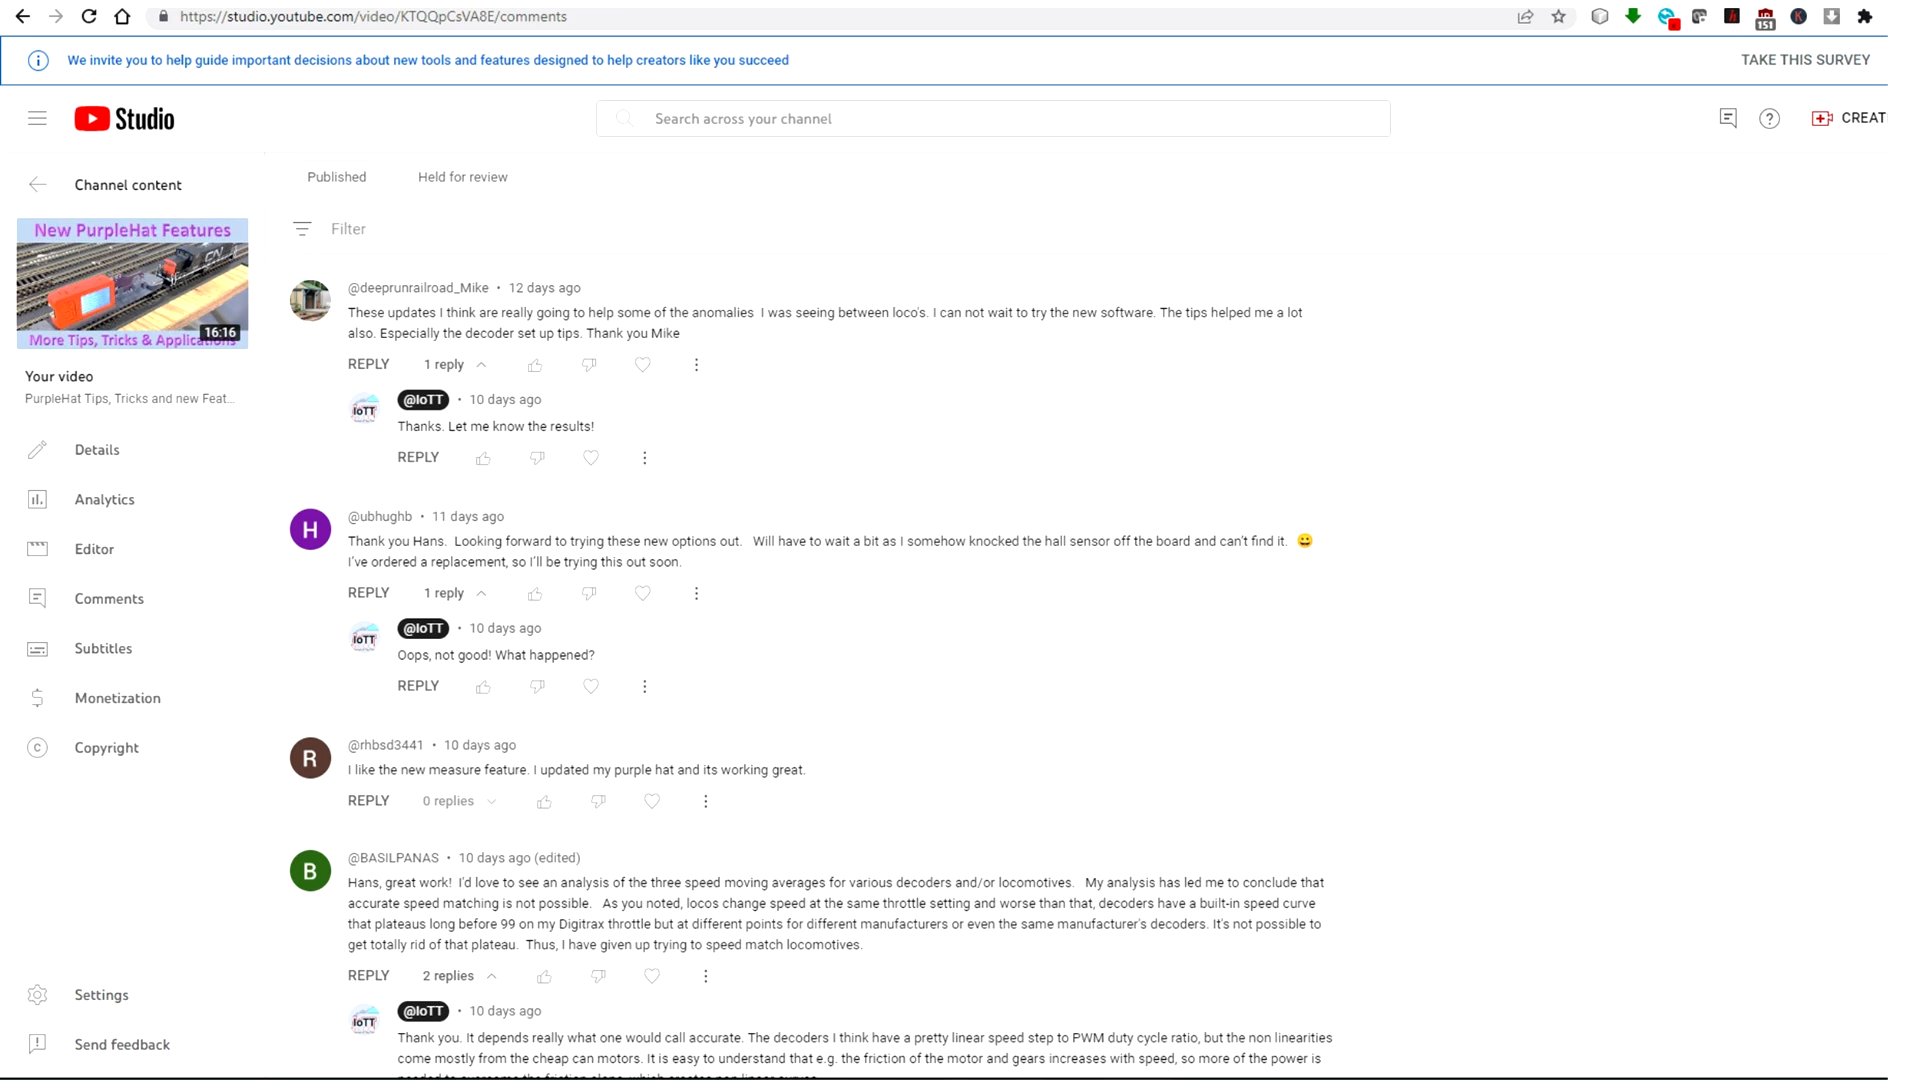 https://studio.youtube.com/video/KTQQpCsVA8E/comments
151
We invite you to help guide important decisions about new tools and features designed to help creators like you succeed
TAKE THIS SURVEY
Studio
Search across your channel
CREAT
Channel content
Published
Held for review
Filter
New PurpleHat Features
CN
16:16
More Tips, Tricks & Applications
Your video
PurpleHat Tips, Tricks and new Feat...
Details
Analytics
Editor
Comments
Subtitles
Monetization
Copyright
Settings
Send feedback
@deeprunrailroad_Mike • 12 days ago
These updates I think are really going to help some of the anomalies I was seeing between loco's. I can not wait to try the new software. The tips helped me a lot
also. Especially the decoder set up tips. Thank you Mike
REPLY 1 reply
IoTT
@IoTT • 10 days ago
Thanks. Let me know the results!
REPLY
H
@ubhughb • 11 days ago
Thank you Hans. Looking forward to trying these new options out. Will have to wait a bit as I somehow knocked the hall sensor off the board and can't find it. 😀
I've ordered a replacement, so I'll be trying this out soon.
REPLY 1 reply
IoTT
@IoTT • 10 days ago
Oops, not good! What happened?
REPLY
R
@rhbsd3441 • 10 days ago
I like the new measure feature. I updated my purple hat and its working great.
REPLY 0 replies
B
@BASILPANAS • 10 days ago (edited)
Hans, great work! I'd love to see an analysis of the three speed moving averages for various decoders and/or locomotives. My analysis has led me to conclude that
accurate speed matching is not possible. As you noted, locos change speed at the same throttle setting and worse than that, decoders have a built-in speed curve
that plateaus long before 99 on my Digitrax throttle but at different points for different manufacturers or even the same manufacturer's decoders. It's not possible to
get totally rid of that plateau. Thus, I have given up trying to speed match locomotives.
REPLY 2 replies
IoTT
@IoTT • 10 days ago
Thank you. It depends really what one would call accurate. The decoders I think have a pretty linear speed step to PWM duty cycle ratio, but the non linearities
come mostly from the cheap can motors. It is easy to understand that e.g. the friction of the motor and gears increases with speed, so more of the power is